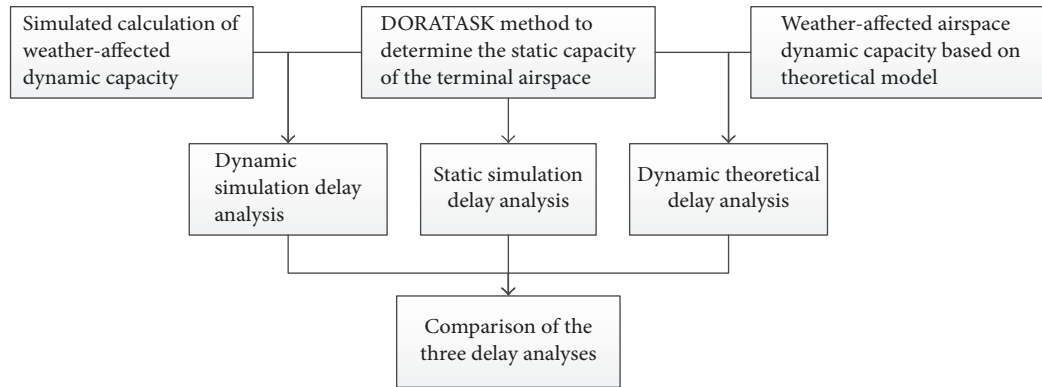 Simulated calculation of
weather-affected
dynamic capacity
DORATASK method to
determine the static capacity
of the terminal airspace
Weather-affected airspace
dynamic capacity based on
theoretical model
Dynamic
simulation delay
analysis
Static simulation
delay analysis
Dynamic theoretical
delay analysis
Comparison of the
three delay analyses